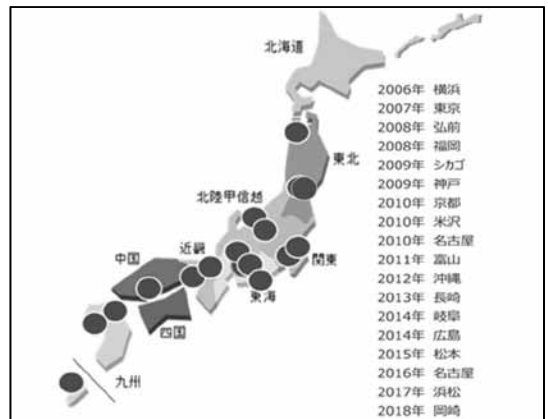 北海道
東北
北陸甲信越
関東
東海
近畿
中国
四国
九州
2006年 横浜
2007年 東京
2008年 弘前
2008年 福岡
2009年 シカゴ
2009年 神戸
2010年 京都
2010年 米沢
2010年 名古屋
2011年 富山
2012年 沖縄
2013年 長崎
2014年 岐阜
2014年 広島
2015年 松本
2016年 名古屋
2017年 浜松
2018年 岡崎